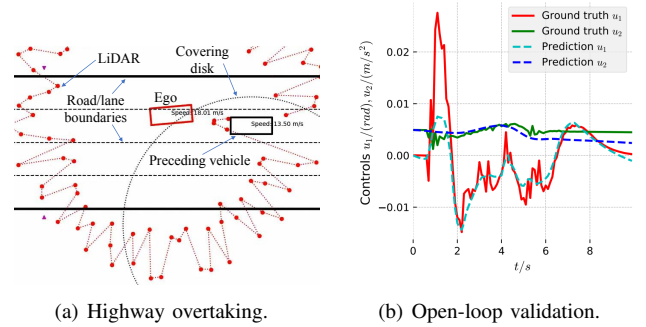 LiDAR
Covering
disk
Road/lane
boundaries
Ego
Speed: 18.01 m/s
Speed: 13.50 m/s
Preceding vehicle
(a) Highway overtaking.
Controls u₁/(rad), u₂/(m/s²)
0.02
0.01
0.00
−0.01
Ground truth u₁
Ground truth u₂
Prediction u₁
Prediction u₂
0 2 4 6 8
t/s
(b) Open-loop validation.